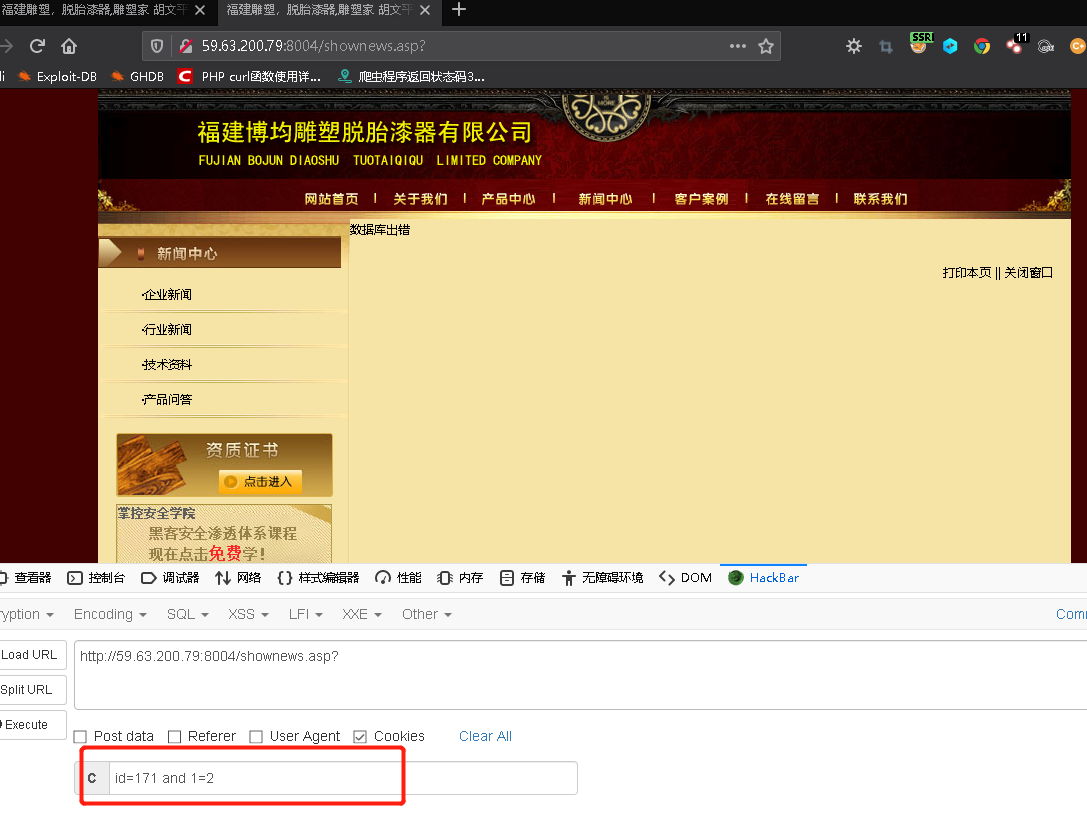 福建雕塑，脱胎漆器,雕塑家 胡文平
福建雕塑，脱胎漆器,雕塑家 胡文平
59.63.200.79:8004/shownews.asp?
SSRI
11
Exploit-DB GHDB PHP curl函数使用详... 爬虫程序返回状态码3...
MORE
福建博均雕塑脱胎漆器有限公司
FUJIAN BOJUN DIAOSHU TUOTAIQIQU LIMITED COMPANY
网站首页 | 关于我们 | 产品中心 | 新闻中心 | 客户案例 | 在线留言 | 联系我们
新闻中心
·企业新闻
·行业新闻
·技术资料
·产品问答
资质证书
点击进入
掌控安全学院
黑客安全渗透体系课程
现在点击免费学！
数据库出错
打印本页 || 关闭窗口
查看器 控制台 调试器 网络 {} 样式编辑器 性能 内存 存储 无障碍环境 DOM HackBar
ryption Encoding SQL XSS LFI XXE Other Com
Load URL
Split URL
Execute
http://59.63.200.79:8004/shownews.asp?
Post data Referer User Agent Cookies Clear All
C id=171 and 1=2